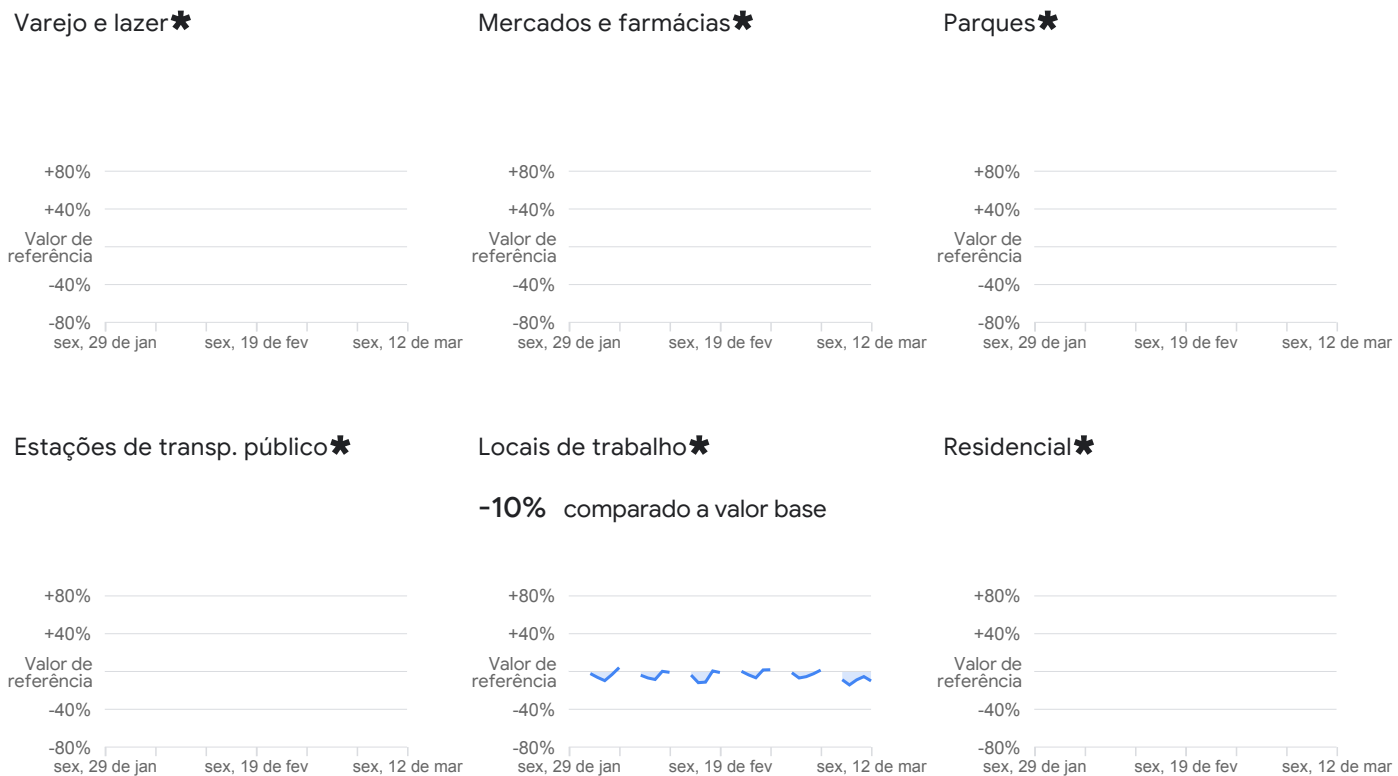 Varejo e lazer*
+80%
+40%
Valor de
referência
-40%
-80%
sex, 29 de jan sex, 19 de fev sex, 12 de mar
Mercados e farmácias*
+80%
+40%
Valor de
referência
-40%
-80%
sex, 29 de jan sex, 19 de fev sex, 12 de mar
Parques*
+80%
+40%
Valor de
referência
-40%
-80%
sex, 29 de jan sex, 19 de fev sex, 12 de mar
Estações de transp. público*
+80%
+40%
Valor de
referência
-40%
-80%
sex, 29 de jan sex, 19 de fev sex, 12 de mar
Locais de trabalho*
-10% comparado a valor base
+80%
+40%
Valor de
referência
-40%
-80%
sex, 29 de jan sex, 19 de fev sex, 12 de mar
Residencial*
+80%
+40%
Valor de
referência
-40%
-80%
sex, 29 de jan sex, 19 de fev sex, 12 de mar